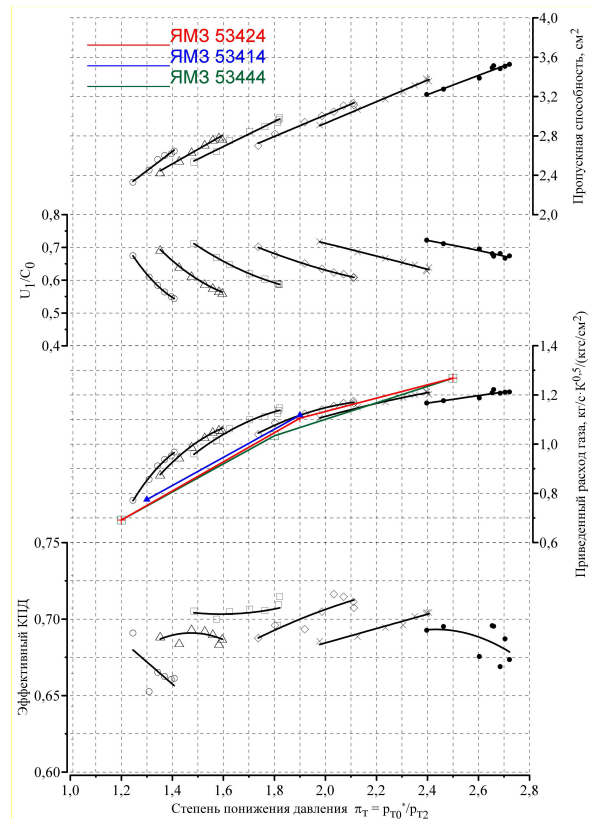 ЯМЗ 53424
ЯМЗ 53414
ЯМЗ 53444
4,0
3,6
3,2
2,8
2,4
2,0
Пропускная способность, см²
0,8
0,7
0,6
0,5
0,4
U₁/C₀
1,4
1,2
1,0
0,8
0,6
Приведенный расход газа, кг/с·К⁰,⁵/(кгс/см²)
0,75
0,70
0,65
0,60
Эффективный КПД
1,0 1,2 1,4 1,6 1,8 2,0 2,2 2,4 2,6 2,8
Степень понижения давления π_T = p_T0*/p_T2